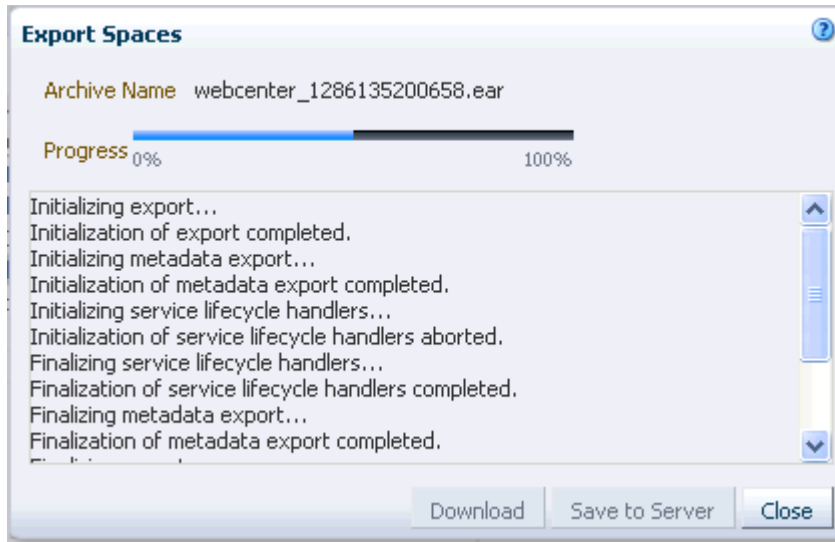 Export Spaces
Archive Name webcenter_1286135200658.ear
Progress 0% 100%
Initializing export...
Initialization of export completed.
Initializing metadata export...
Initialization of metadata export completed.
Initializing service lifecycle handlers...
Initialization of service lifecycle handlers aborted.
Finalizing service lifecycle handlers...
Finalization of service lifecycle handlers completed.
Finalizing metadata export...
Finalization of metadata export completed.
Download Save to Server Close